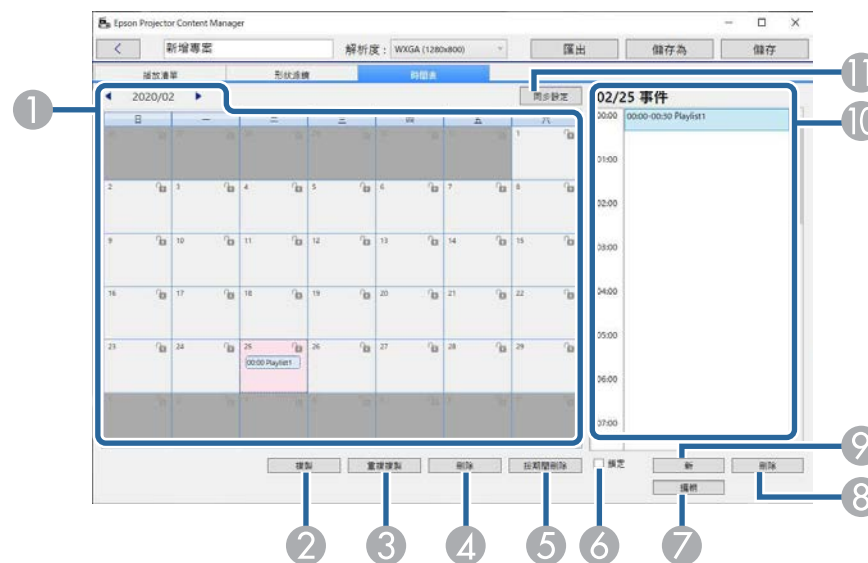 Epson Projector Content Manager
新增專案 解析度： WXGA (1280x800) 匯出 儲存為 儲存
播放清單 形狀遮鏡 時間表
2020/02 同步設定 02/25 事件
日 一 二 三 四 五 六
00:00 00:00-00:30 Playlist1
1
01:00
2 3 4 5 6 7 8
02:00
9 10 11 12 13 14 15
03:00
16 17 18 19 20 21 22
04:00
05:00
23 24 25 26 27 28 29
00:00 Playlist1
06:00
07:00
複製 重複複製 刪除 按期間刪除 鎖定 新 刪除
編輯
1
2
3
4
5
6
7
8
9
10
11